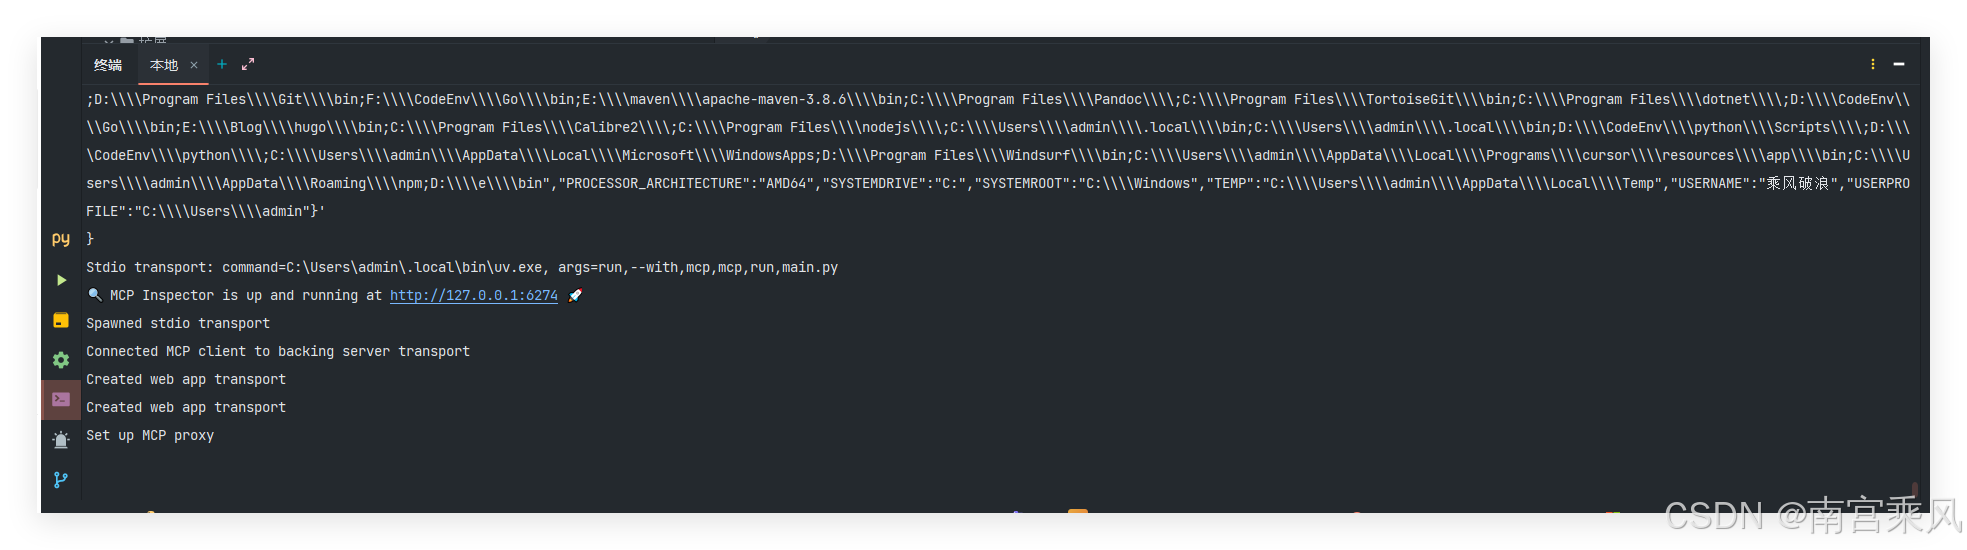 终端 本地 × +
;D:\\\\Program Files\\\\Git\\\\bin;F:\\\\CodeEnv\\\\Go\\\\bin;E:\\\\maven\\\\apache-maven-3.8.6\\\\bin;C:\\\\Program Files\\\\Pandoc\\\\;C:\\\\Program Files\\\\TortoiseGit\\\\bin;C:\\\\Program Files\\\\dotnet\\\\;D:\\\\CodeEnv\\
\\Go\\\\bin;E:\\\\Blog\\\\hugo\\\\bin;C:\\\\Program Files\\\\Calibre2\\\\;C:\\\\Program Files\\\\nodejs\\\\;C:\\\\Users\\\\admin\\\\.local\\\\bin;C:\\\\Users\\\\admin\\\\.local\\\\bin;D:\\\\CodeEnv\\\\python\\\\Scripts\\\\;D:\\\
\CodeEnv\\\\python\\\\;C:\\\\Users\\\\admin\\\\AppData\\\\Local\\\\Microsoft\\\\WindowsApps;D:\\\\Program Files\\\\Windsurf\\\\bin;C:\\\\Users\\\\admin\\\\AppData\\\\Local\\\\Programs\\\\cursor\\\\resources\\\\app\\\\bin;C:\\\\U
sers\\\\admin\\\\AppData\\\\Roaming\\\\npm;D:\\\\e\\\\bin","PROCESSOR_ARCHITECTURE":"AMD64","SYSTEMDRIVE":"C:","SYSTEMROOT":"C:\\\\Windows","TEMP":"C:\\\\Users\\\\admin\\\\AppData\\\\Local\\\\Temp","USERNAME":"乘风破浪","USERPRO
FILE":"C:\\\\Users\\\\admin"}'
}
Stdio transport: command=C:\Users\admin\.local\bin\uv.exe, args=run,--with,mcp,mcp,run,main.py
🔍 MCP Inspector is up and running at http://127.0.0.1:6274 🚀
Spawned stdio transport
Connected MCP client to backing server transport
Created web app transport
Created web app transport
Set up MCP proxy
py
CSDN @南宫乘风